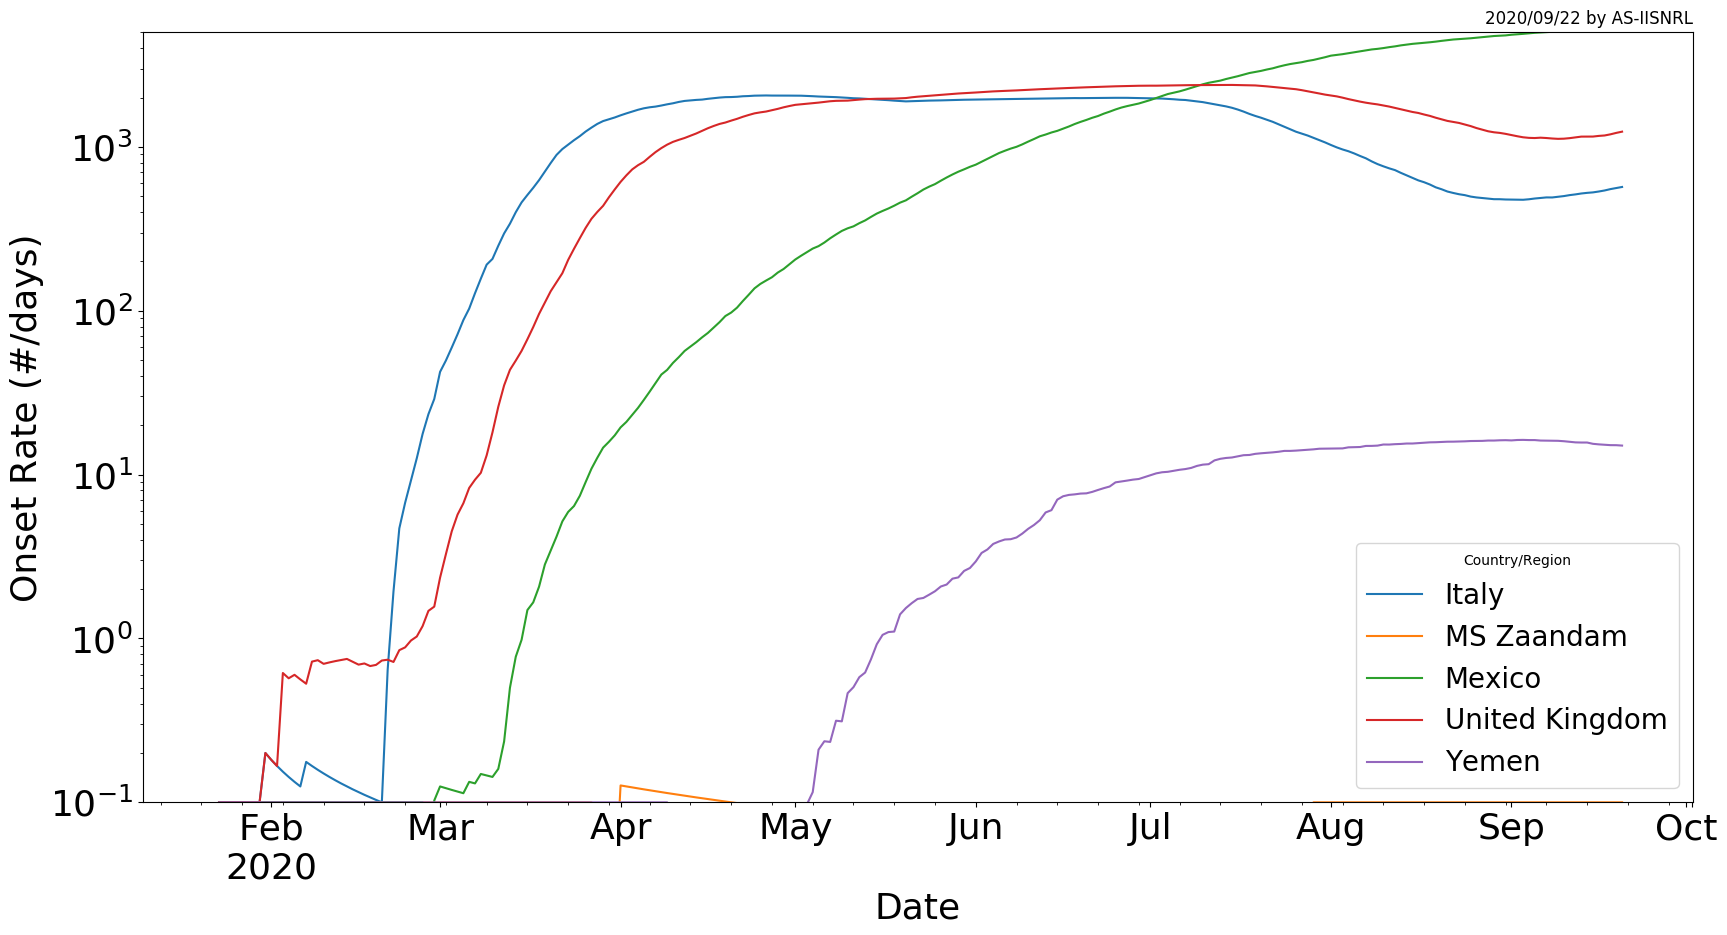 2020/09/22 by AS-IISNRL
Onset Rate (#/days)
10³
10²
10¹
10⁰
10⁻¹
Country/Region
Italy
MS Zaandam
Mexico
United Kingdom
Yemen
Feb Mar Apr May Jun Jul Aug Sep Oct
2020
Date